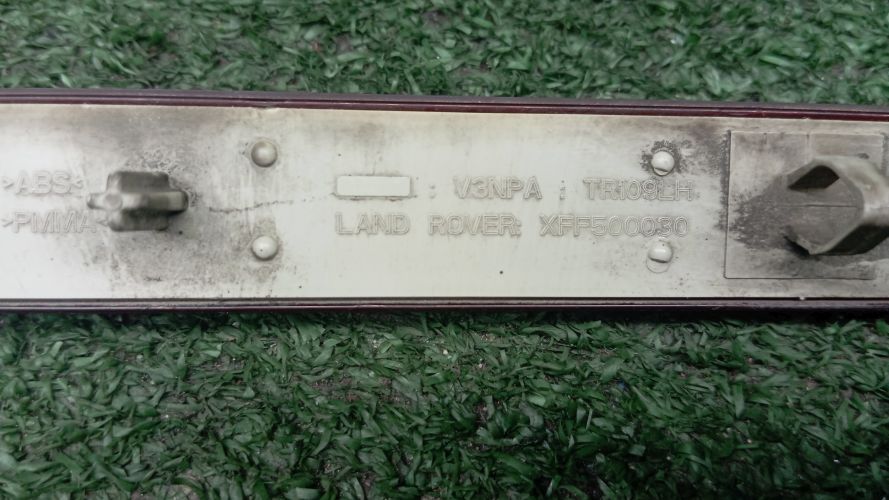 >ABS<
: V3NPA : TR109LH
>PMMA
LAND ROVER: XFF500030